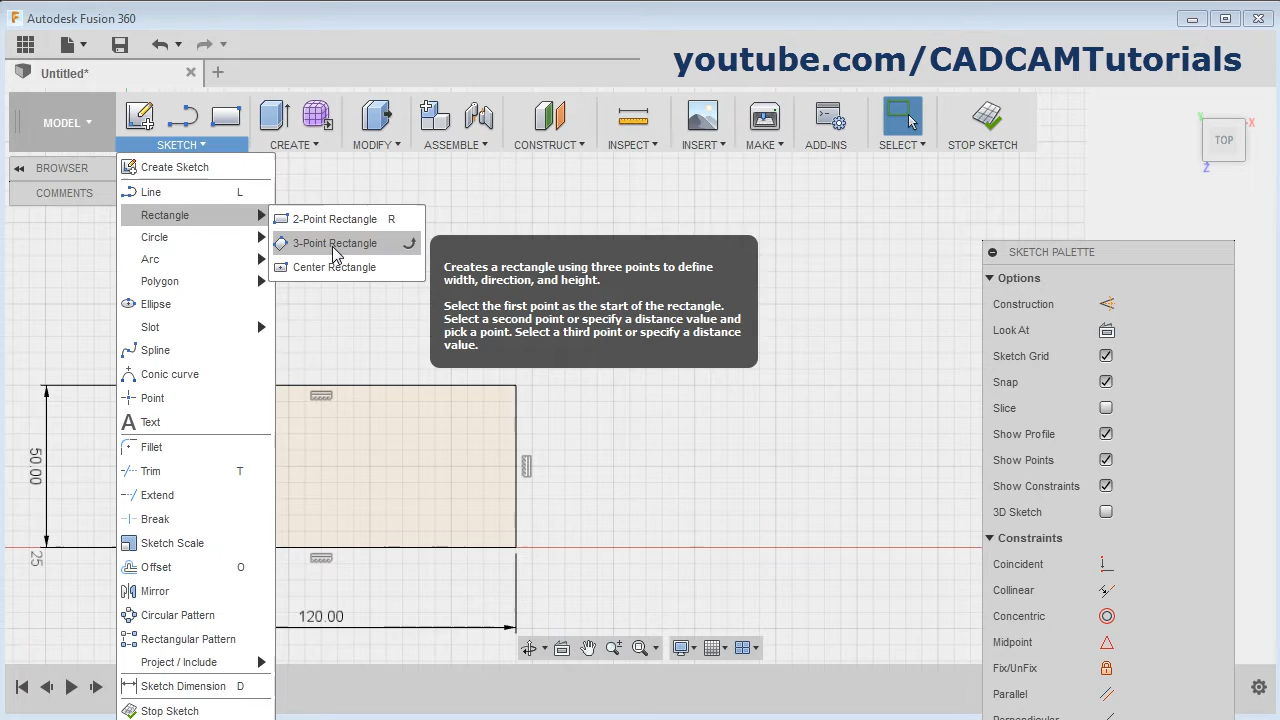 Autodesk Fusion 360
youtube.com/CADCAMTutorials
Untitled*
MODEL
SKETCH
CREATE
MODIFY
ASSEMBLE
CONSTRUCT
INSPECT
INSERT
MAKE
ADD-INS
SELECT
STOP SKETCH
TOP
Y
X
Z
BROWSER
COMMENTS
Create Sketch
Line L
Rectangle
Circle
Arc
Polygon
Ellipse
Slot
Spline
Conic curve
Point
Text
Fillet
Trim T
Extend
Break
Sketch Scale
Offset O
Mirror
Circular Pattern
Rectangular Pattern
Project / Include
Sketch Dimension D
Stop Sketch
2-Point Rectangle R
3-Point Rectangle
Center Rectangle
Creates a rectangle using three points to define
width, direction, and height.
Select the first point as the start of the rectangle.
Select a second point or specify a distance value and
pick a point. Select a third point or specify a distance
value.
50.00
25
120.00
SKETCH PALETTE
Options
Construction
Look At
Sketch Grid
Snap
Slice
Show Profile
Show Points
Show Constraints
3D Sketch
Constraints
Coincident
Collinear
Concentric
Midpoint
Fix/UnFix
Parallel